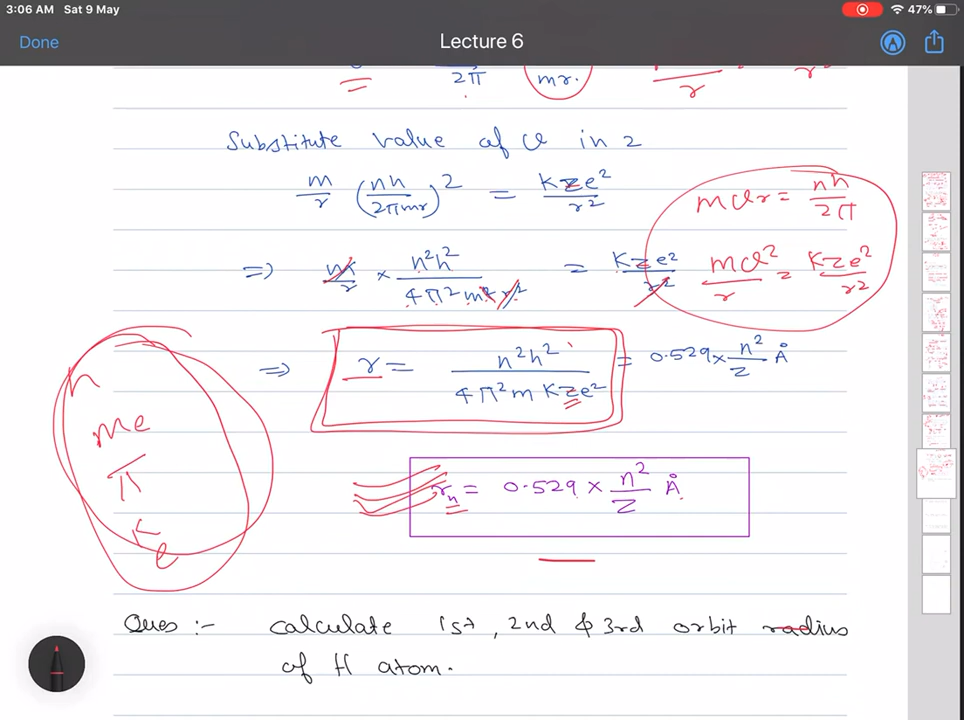 3:06 AM Sat 9 May 47%
Done Lecture 6
2π mr. r r²
Substitute value of v in 2
m/r (nh/2πmr)² = Kze²/r²
mvr = nh/2π
=> m/r × n²h²/4π²m²r² = Kze²/r²
mv²/r = Kze²/r²
=> r = n²h²/4π²mKze² = 0.529 × n²/Z Å
h
me
π
K
e
rₙ = 0.529 × n²/Z Å
Ques :- calculate 1st, 2nd & 3rd orbit radius
of H atom.